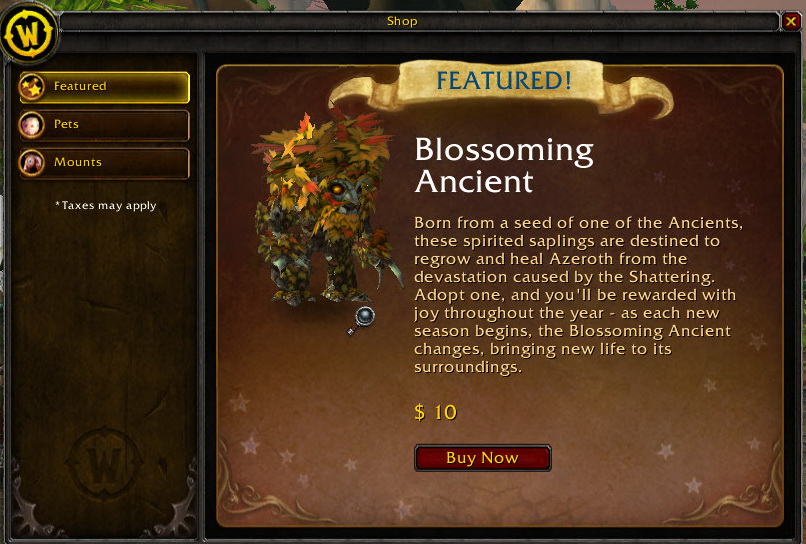 Shop
Featured
Pets
Mounts
*Taxes may apply
FEATURED!
Blossoming
Ancient
Born from a seed of one of the Ancients,
these spirited saplings are destined to
regrow and heal Azeroth from the
devastation caused by the Shattering.
Adopt one, and you'll be rewarded with
joy throughout the year - as each new
season begins, the Blossoming Ancient
changes, bringing new life to its
surroundings.
$ 10
Buy Now